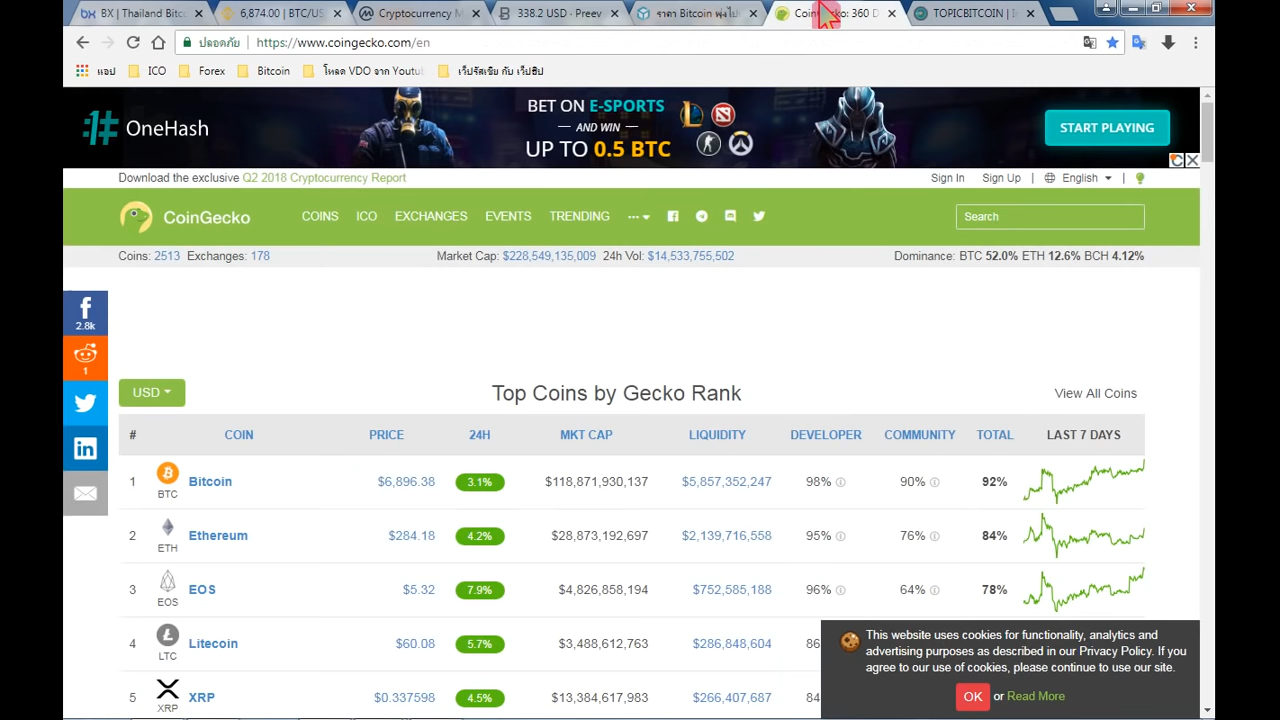 BX | Thailand Bitc
6,874.00 | BTC/US
Cryptocurrency M
338.2 USD - Preev
ราคา Bitcoin พุ่งไป
TOPICBITCOIN |
ปลอดภัย
https://www.coingecko.com/en
แอป
ICO
Forex
Bitcoin
โหลด VDO จาก Youtu
เว็ปรัสเซีย กับ เว็ปฮิป
OneHash
BET ON E-SPORTS
— AND WIN —
UP TO 0.5 BTC
START PLAYING
Download the exclusive Q2 2018 Cryptocurrency Report
Sign In
Sign Up
English
CoinGecko
COINS
ICO
EXCHANGES
EVENTS
TRENDING
Search
Coins: 2513 Exchanges: 178
Market Cap: $228,549,135,009 24h Vol: $14,533,755,502
Dominance: BTC 52.0% ETH 12.6% BCH 4.12%
2.8k
1
USD
Top Coins by Gecko Rank
View All Coins
# COIN PRICE 24H MKT CAP LIQUIDITY DEVELOPER COMMUNITY TOTAL LAST 7 DAYS
1 BTC Bitcoin $6,896.38 3.1% $118,871,930,137 $5,857,352,247 98% 90% 92%
2 ETH Ethereum $284.18 4.2% $28,873,192,697 $2,139,716,558 95% 76% 84%
3 EOS EOS $5.32 7.9% $4,826,858,194 $752,585,188 96% 64% 78%
4 LTC Litecoin $60.08 5.7% $3,488,612,763 $286,848,604 86
5 XRP XRP $0.337598 4.5% $13,384,617,983 $266,407,687 84
This website uses cookies for functionality, analytics and
advertising purposes as described in our Privacy Policy. If you
agree to our use of cookies, please continue to use our site.
OK or Read More